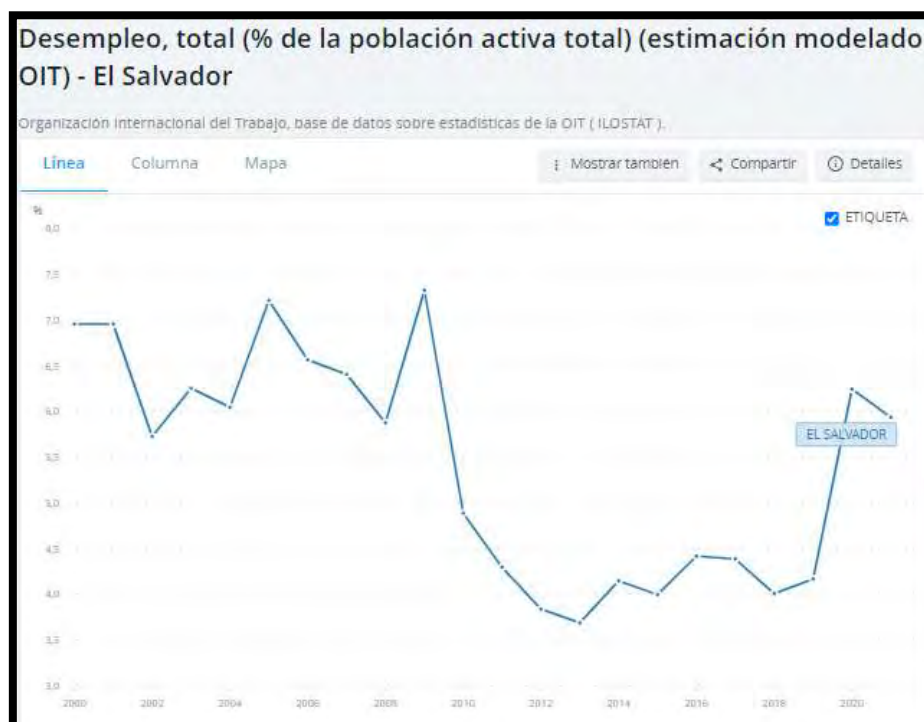 Desempleo, total (% de la población activa total) (estimación modelado
OIT) - El Salvador
Organización Internacional del Trabajo, base de datos sobre estadísticas de la OIT ( ILOSTAT ).
Línea Columna Mapa Mostrar también Compartir Detalles
%
ETIQUETA
8,0
7,5
7,0
6,5
6,0
EL SALVADOR
5,5
5,0
4,5
4,0
3,5
3,0
2000 2002 2004 2006 2008 2010 2012 2014 2016 2018 2020